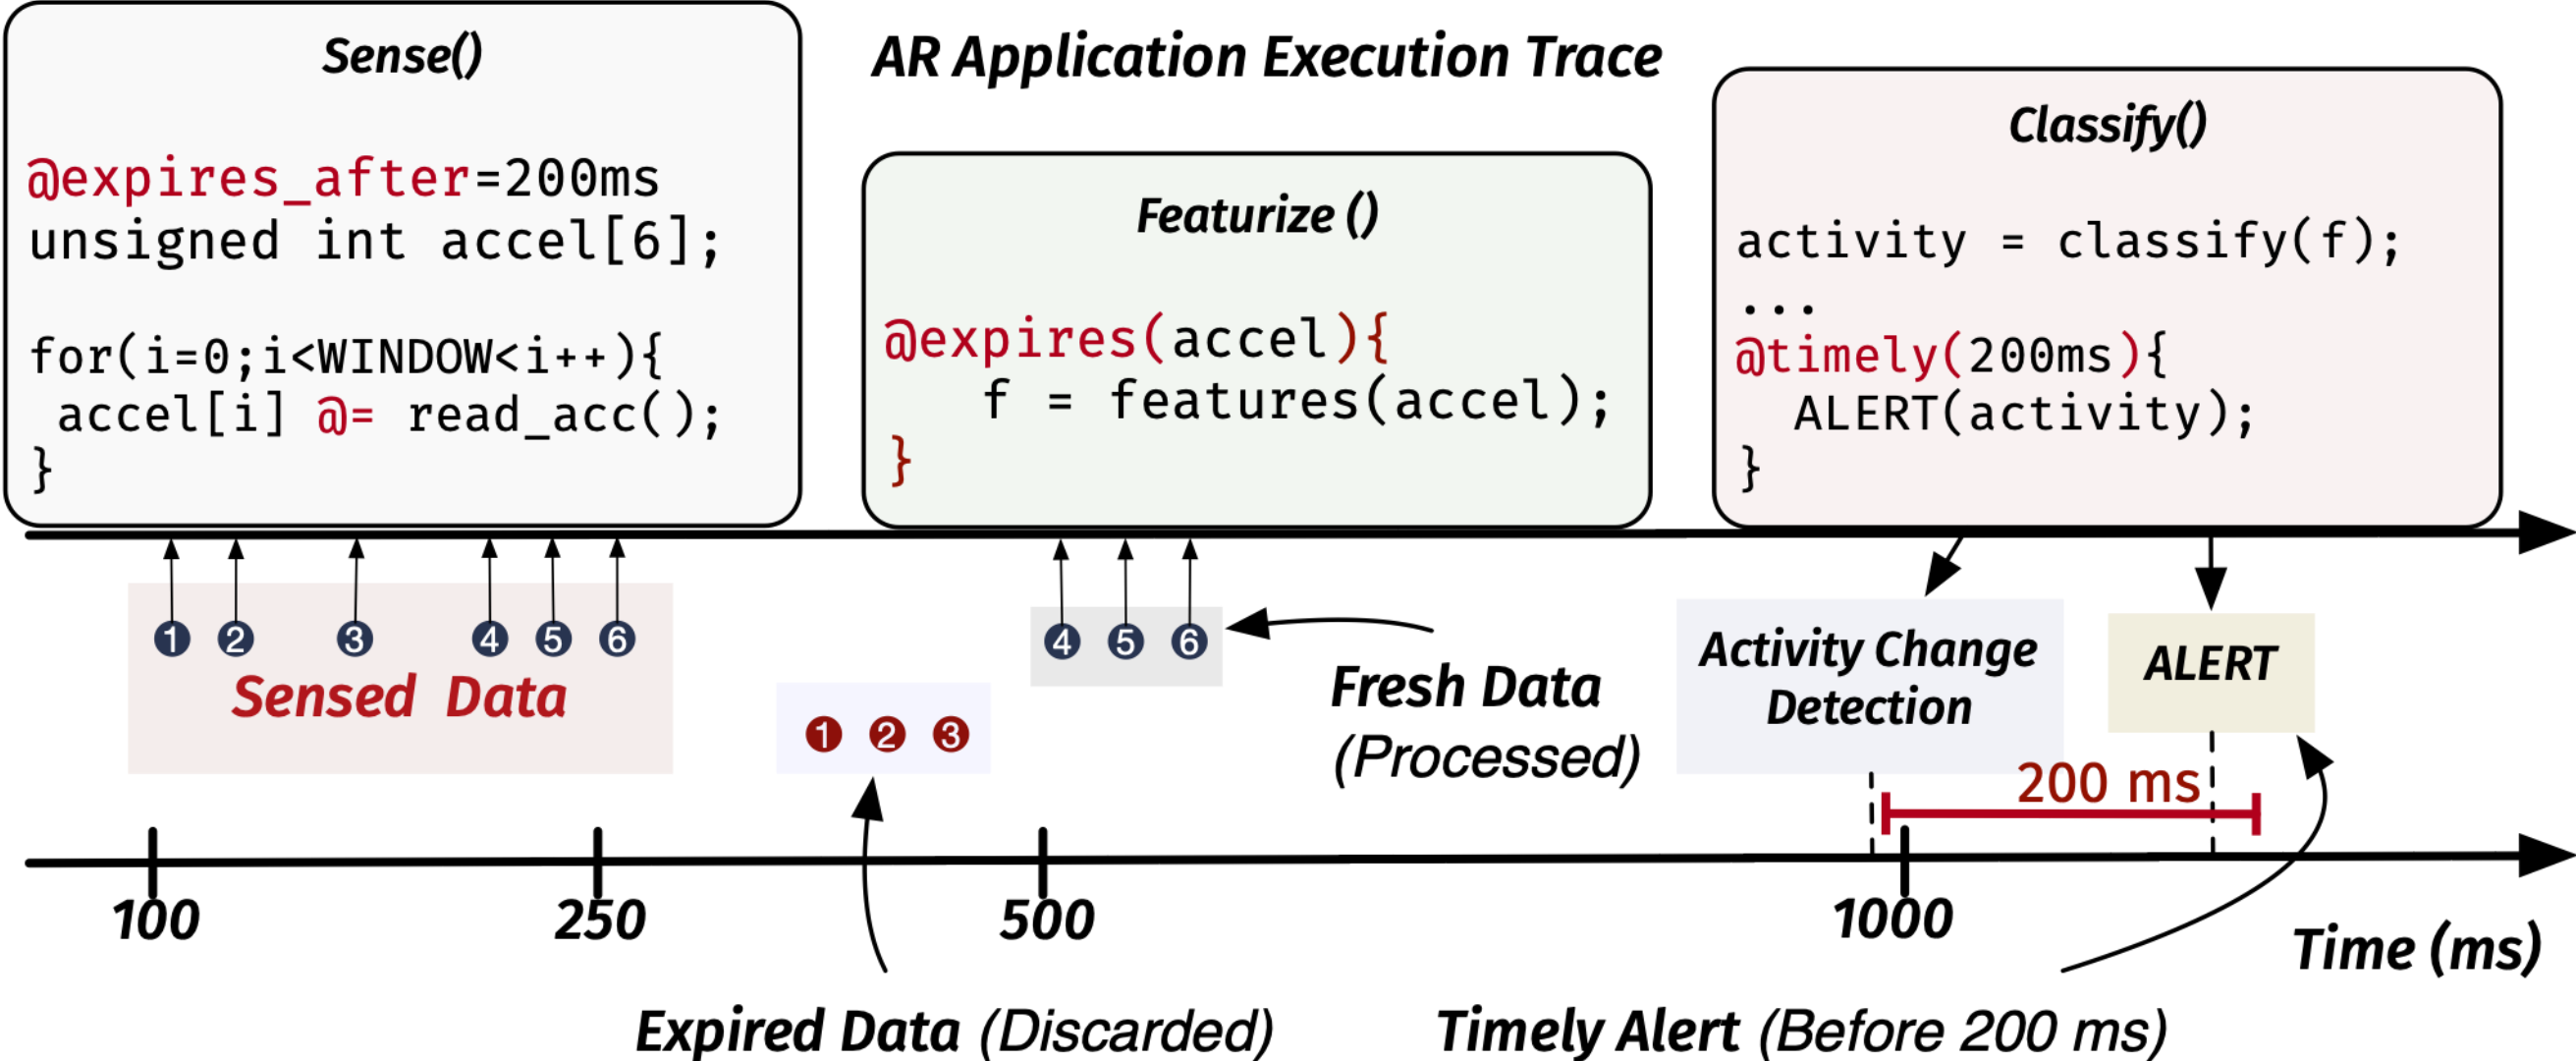 AR Application Execution Trace
Sense()
@expires_after=200ms
unsigned int accel[6];
for(i=0;i<WINDOW<i++){
accel[i] @= read_acc();
}
Featurize ()
@expires(accel){
f = features(accel);
}
Classify()
activity = classify(f);
...
@timely(200ms){
ALERT(activity);
}
1 2 3 4 5 6
Sensed Data
1 2 3
4 5 6
Fresh Data
(Processed)
Activity Change
Detection
ALERT
200 ms
100 250 500 1000
Time (ms)
Expired Data (Discarded)
Timely Alert (Before 200 ms)